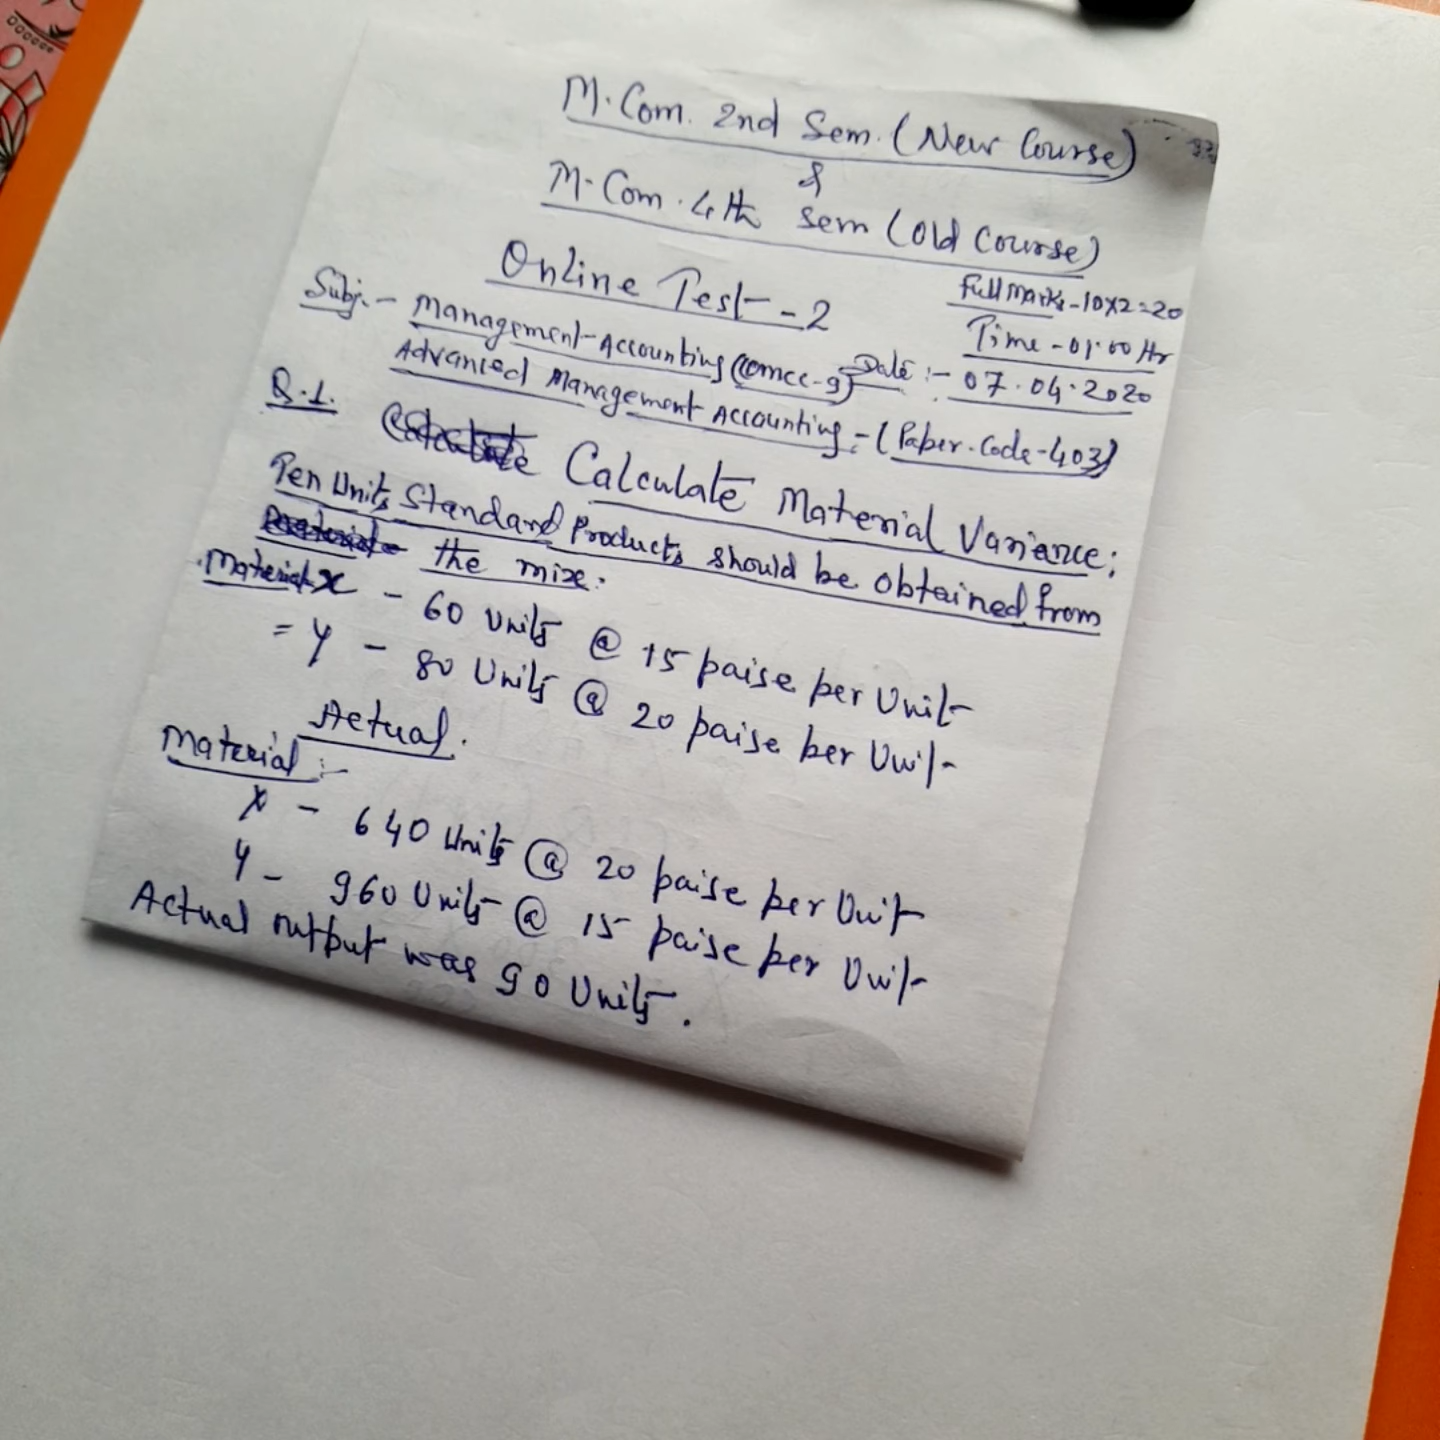 M.Com. 2nd Sem. (New Course)
&
M.Com. 4th Sem (Old Course)
Online Test-2
Full Marks-10x2=20
Time - 01.00 Hr
Subj.- Management Accounting (COMCC-9) Date :- 07.04.2020
Advanced Management Accounting - (Paper Code-403)
Q.1. Calculate Material Variance;
Ten Units Standard Products should be obtained from
the mix.
Material X - 60 Units @ 15 paise per Unit
= Y - 80 Units @ 20 paise per Unit
Actual.
Material :-
X - 640 Units @ 20 paise per Unit
Y - 960 Units @ 15 paise per Unit
Actual output was 90 Units.